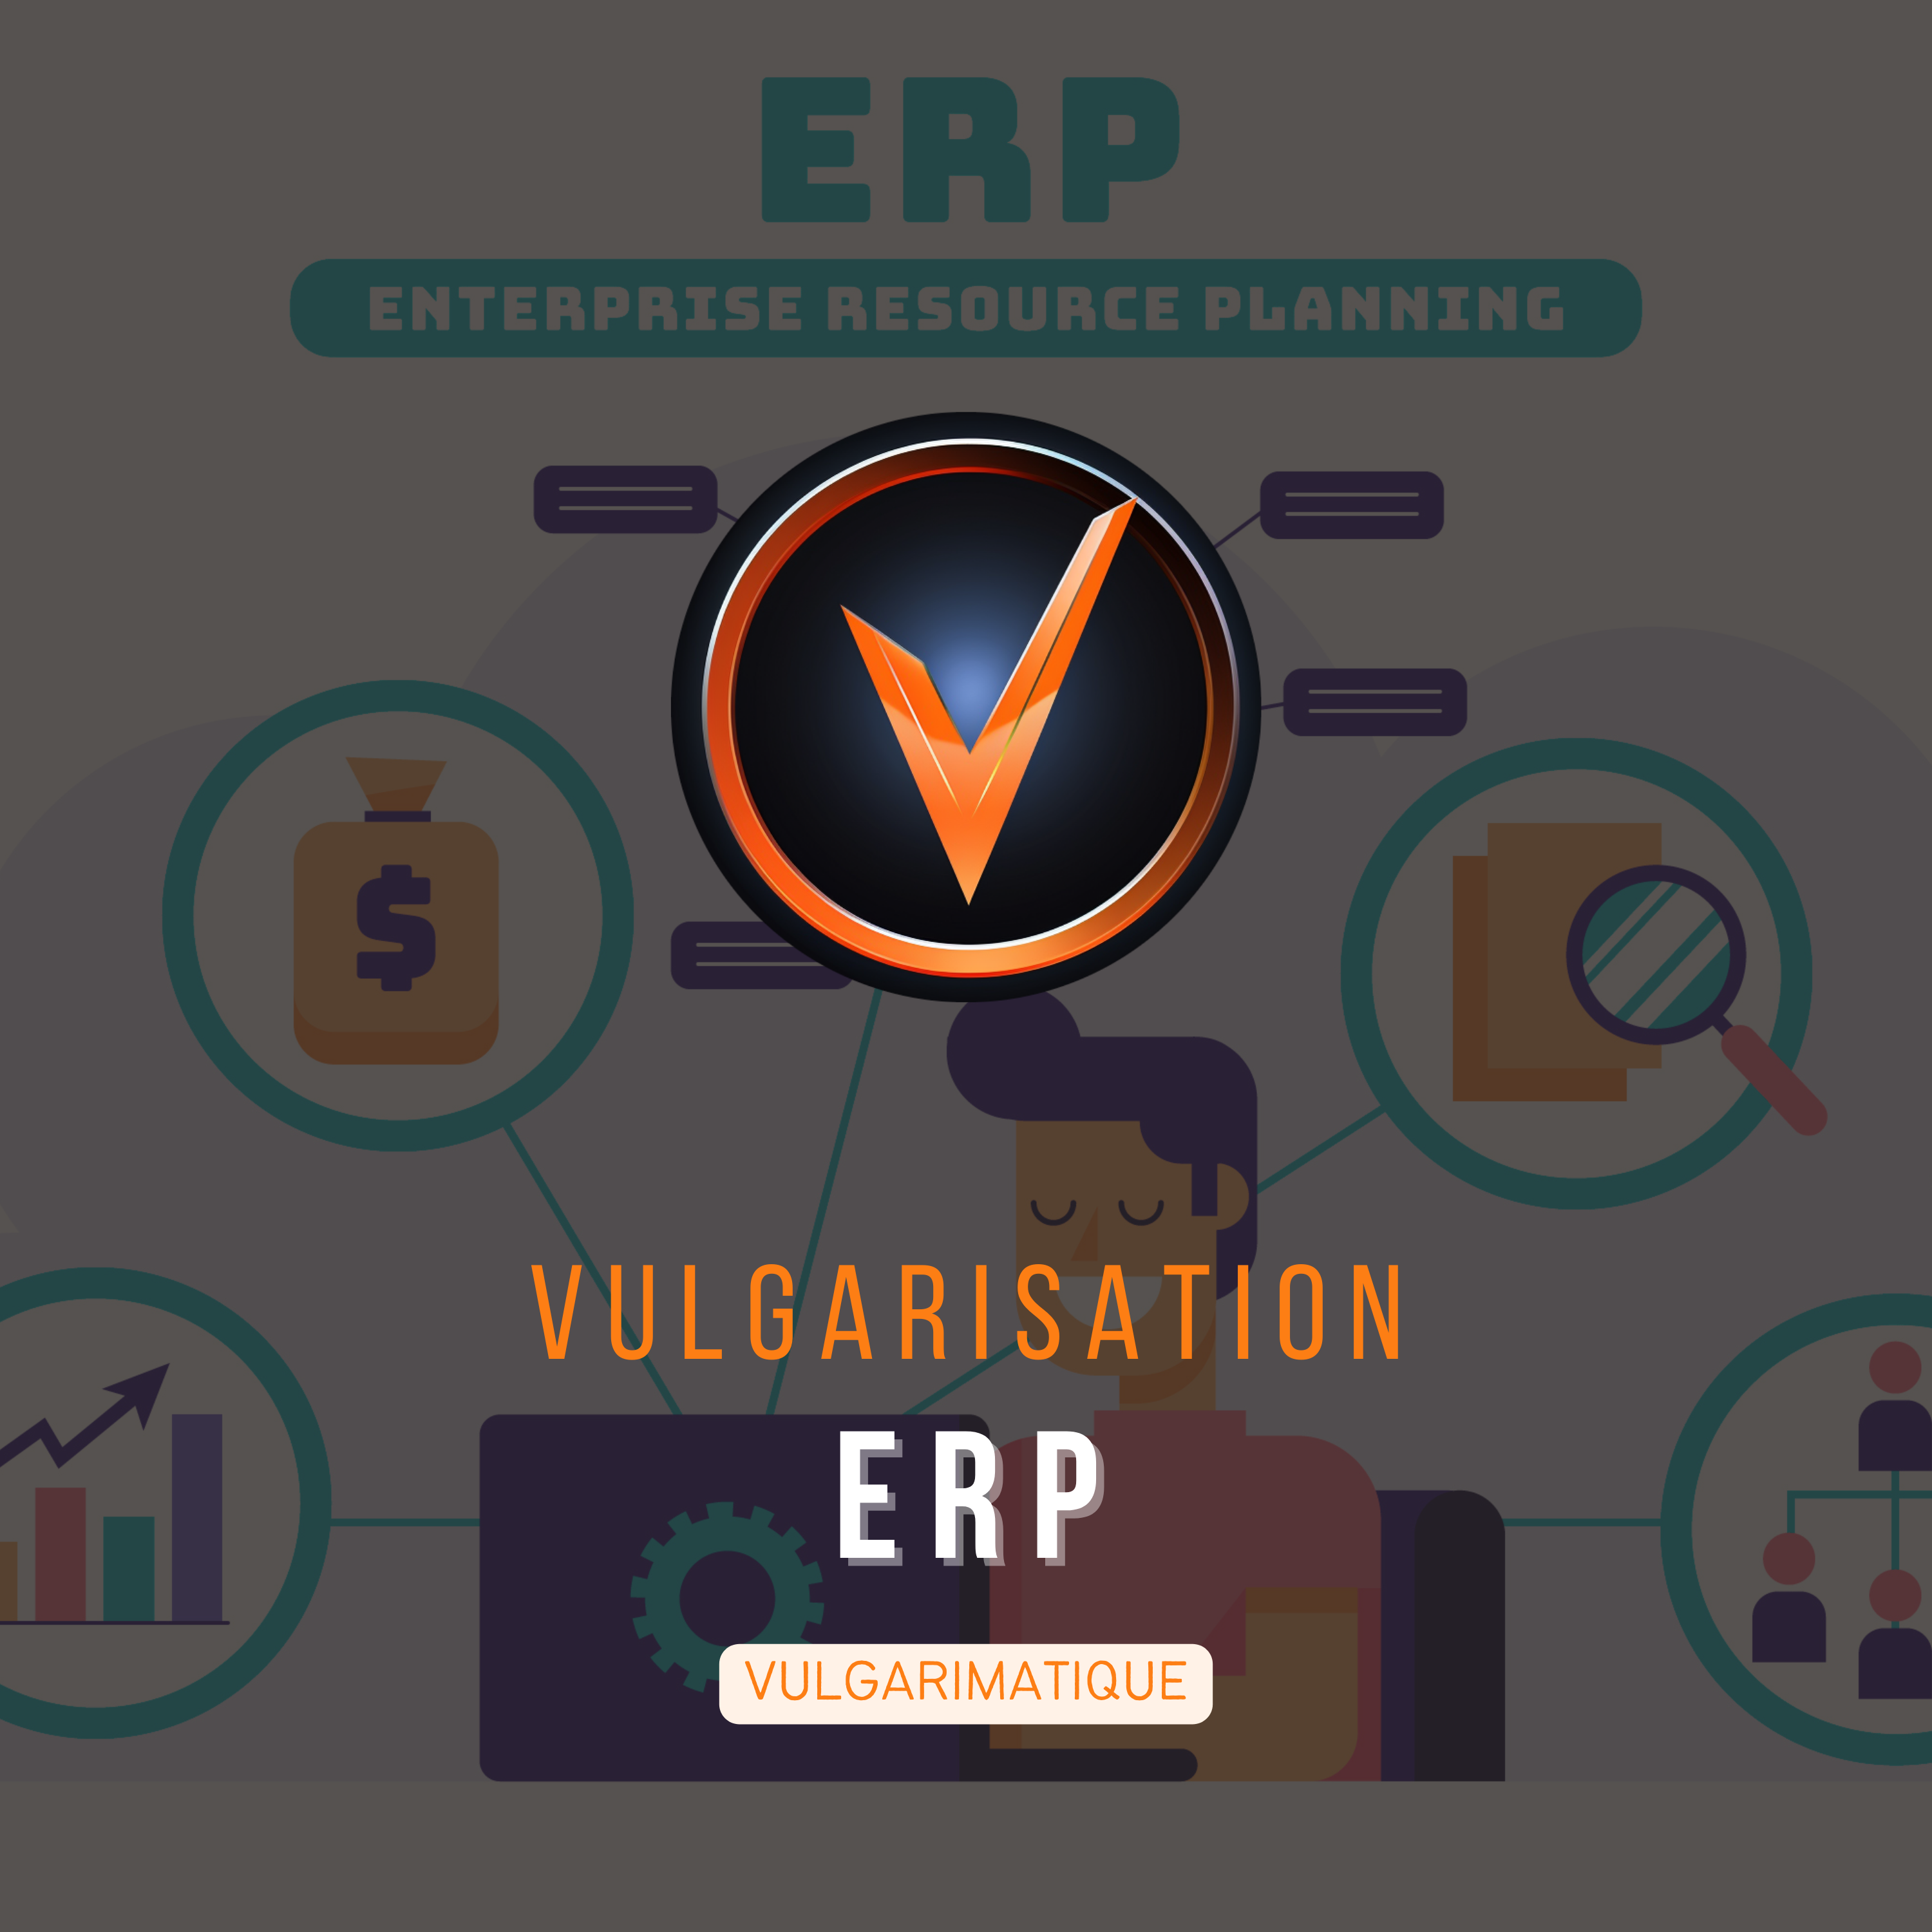 ERP
ENTERPRISE RESOURCE PLANNING
$
VULGARISATION
ERP
VULGARIMATIQUE